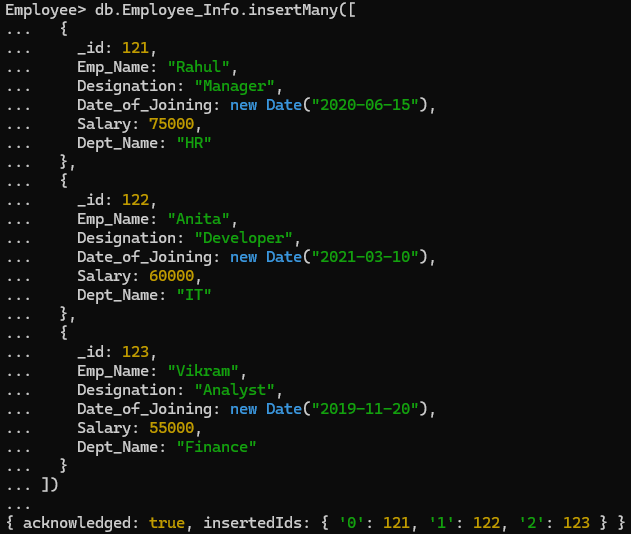 Employee> db.Employee_Info.insertMany([
...   {
...     _id: 121,
...     Emp_Name: "Rahul",
...     Designation: "Manager",
...     Date_of_Joining: new Date("2020-06-15"),
...     Salary: 75000,
...     Dept_Name: "HR"
...   },
...   {
...     _id: 122,
...     Emp_Name: "Anita",
...     Designation: "Developer",
...     Date_of_Joining: new Date("2021-03-10"),
...     Salary: 60000,
...     Dept_Name: "IT"
...   },
...   {
...     _id: 123,
...     Emp_Name: "Vikram",
...     Designation: "Analyst",
...     Date_of_Joining: new Date("2019-11-20"),
...     Salary: 55000,
...     Dept_Name: "Finance"
...   }
... ])
...
{ acknowledged: true, insertedIds: { '0': 121, '1': 122, '2': 123 } }